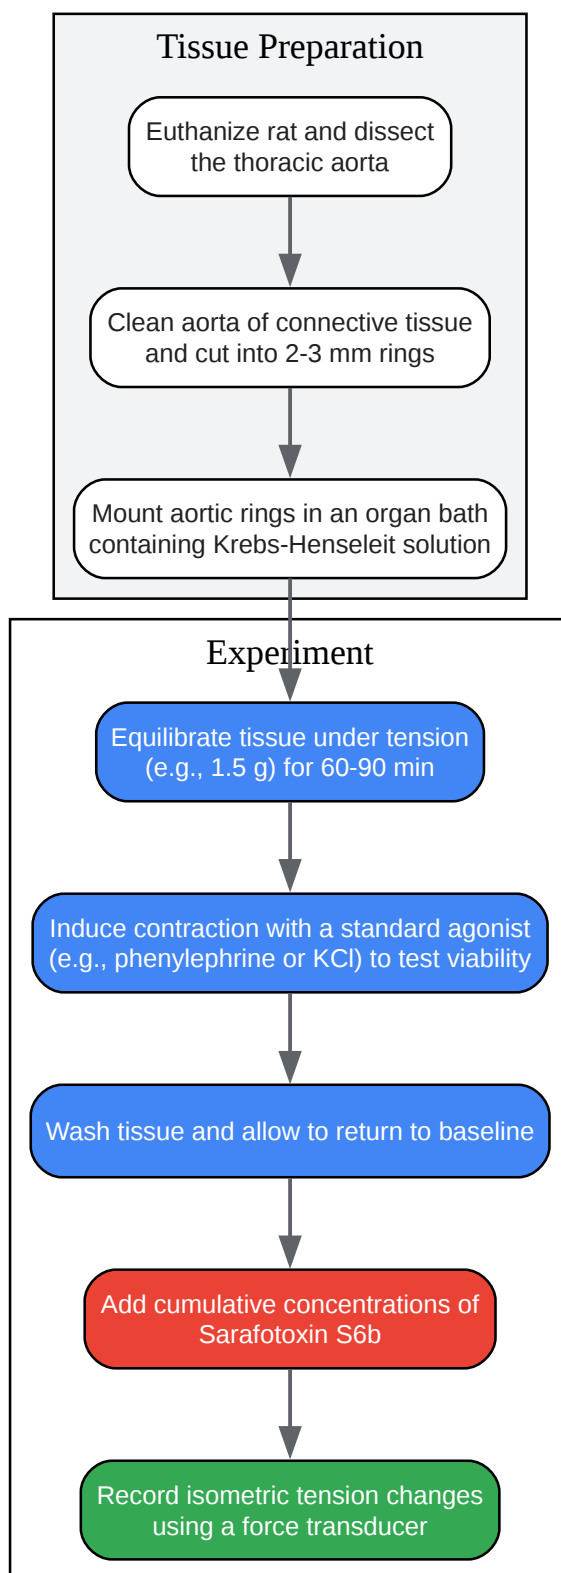 Tissue Preparation
Euthanize rat and dissect
the thoracic aorta
Clean aorta of connective tissue
and cut into 2-3 mm rings
Mount aortic rings in an organ bath
containing Krebs-Henseleit solution
Experiment
Equilibrate tissue under tension
(e.g., 1.5 g) for 60-90 min
Induce contraction with a standard agonist
(e.g., phenylephrine or KCl) to test viability
Wash tissue and allow to return to baseline
Add cumulative concentrations of
Sarafotoxin S6b
Record isometric tension changes
using a force transducer